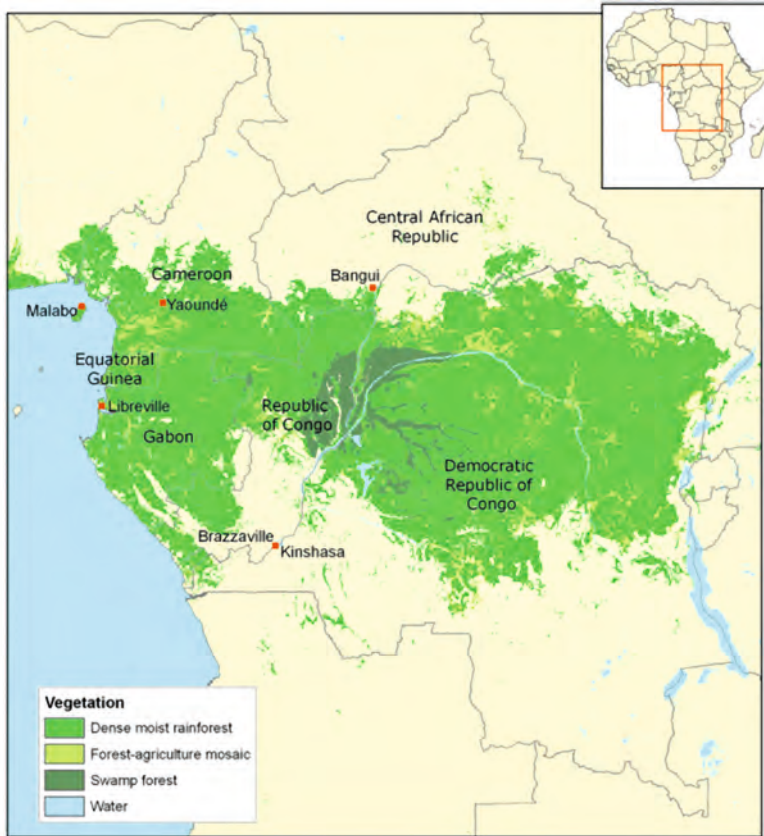 Central African
Republic
Cameroon
Bangui
Malabo
Yaoundé
Equatorial
Guinea
Libreville
Republic
of Congo
Gabon
Democratic
Republic of
Congo
Brazzaville
Kinshasa
Vegetation
Dense moist rainforest
Forest-agriculture mosaic
Swamp forest
Water